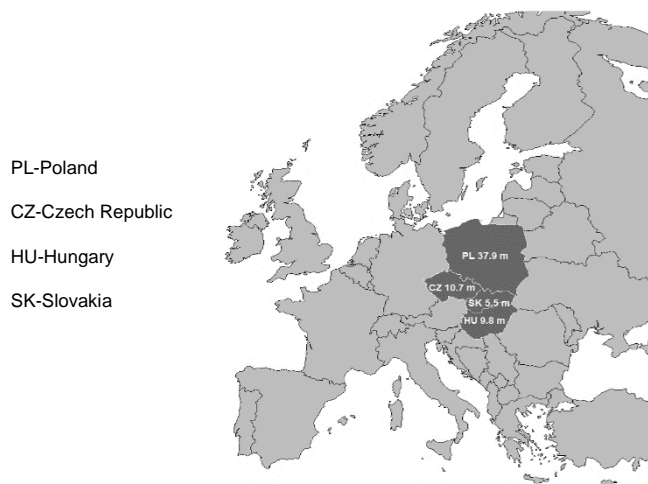 PL-Poland
CZ-Czech Republic
HU-Hungary
SK-Slovakia
PL 37.9 m
CZ 10.7 m
SK 5.5 m
HU 9.8 m